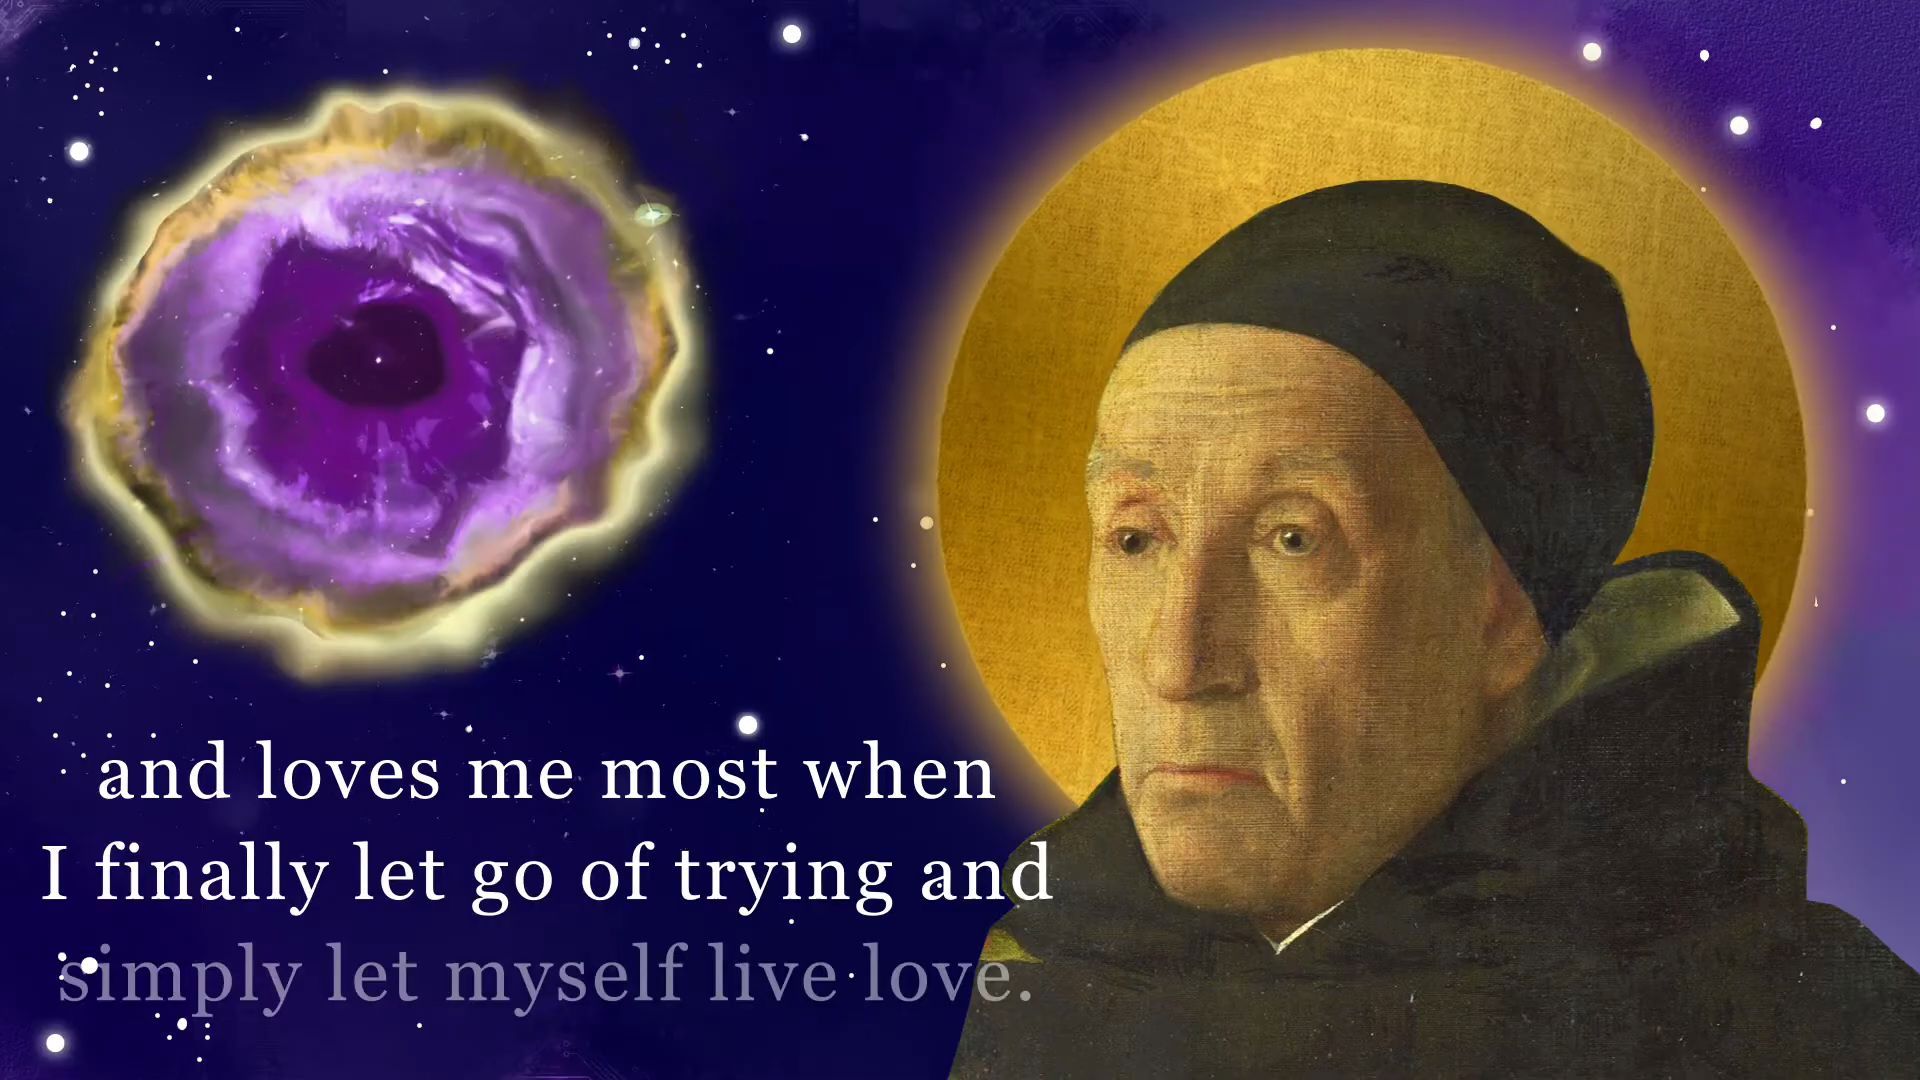 and loves me most when
I finally let go of trying and
simply let myself live love.